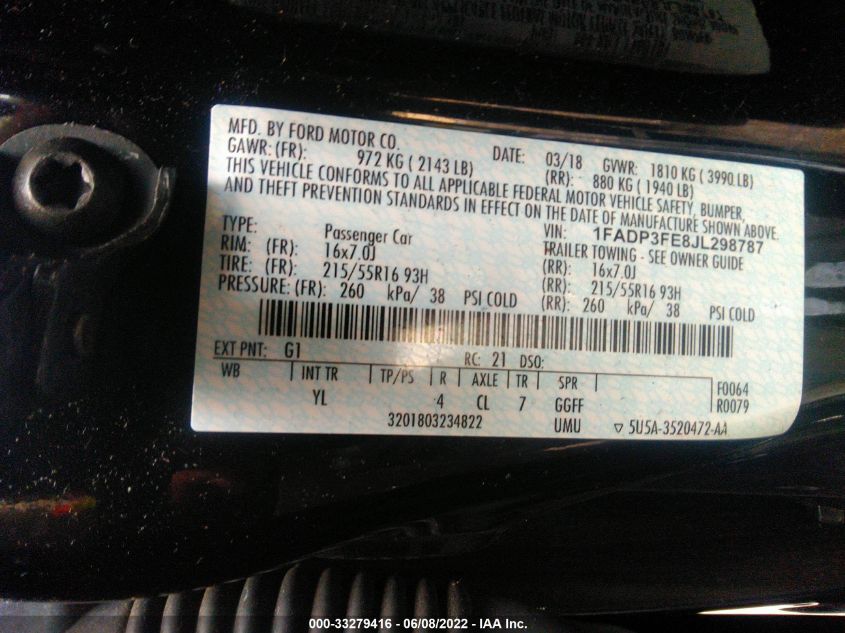 MFD. BY FORD MOTOR CO.
DATE: 03/18 GVWR: 1810 KG ( 3990 LB)
GAWR: (FR): 972 KG ( 2143 LB) (RR): 880 KG ( 1940 LB)
THIS VEHICLE CONFORMS TO ALL APPLICABLE FEDERAL MOTOR VEHICLE SAFETY, BUMPER,
AND THEFT PREVENTION STANDARDS IN EFFECT ON THE DATE OF MANUFACTURE SHOWN ABOVE.
VIN: 1FADP3FE8JL298787
TYPE: Passenger Car TRAILER TOWING - SEE OWNER GUIDE
RIM: (FR): 16x7.0J (RR): 16x7.0J
TIRE: (FR): 215/55R16 93H (RR): 215/55R16 93H
PRESSURE: (FR): 260 kPa/ 38 PSI COLD (RR): 260 kPa/ 38 PSI COLD
EXT PNT: G1 RC: 21 DSO:
WB INT TR TP/PS R AXLE TR SPR F0064
YL 4 CL 7 GGFF R0079
3201803234822 UMU ▽ 5U5A-3520472-AA
000-33279416 - 06/08/2022 - IAA Inc.